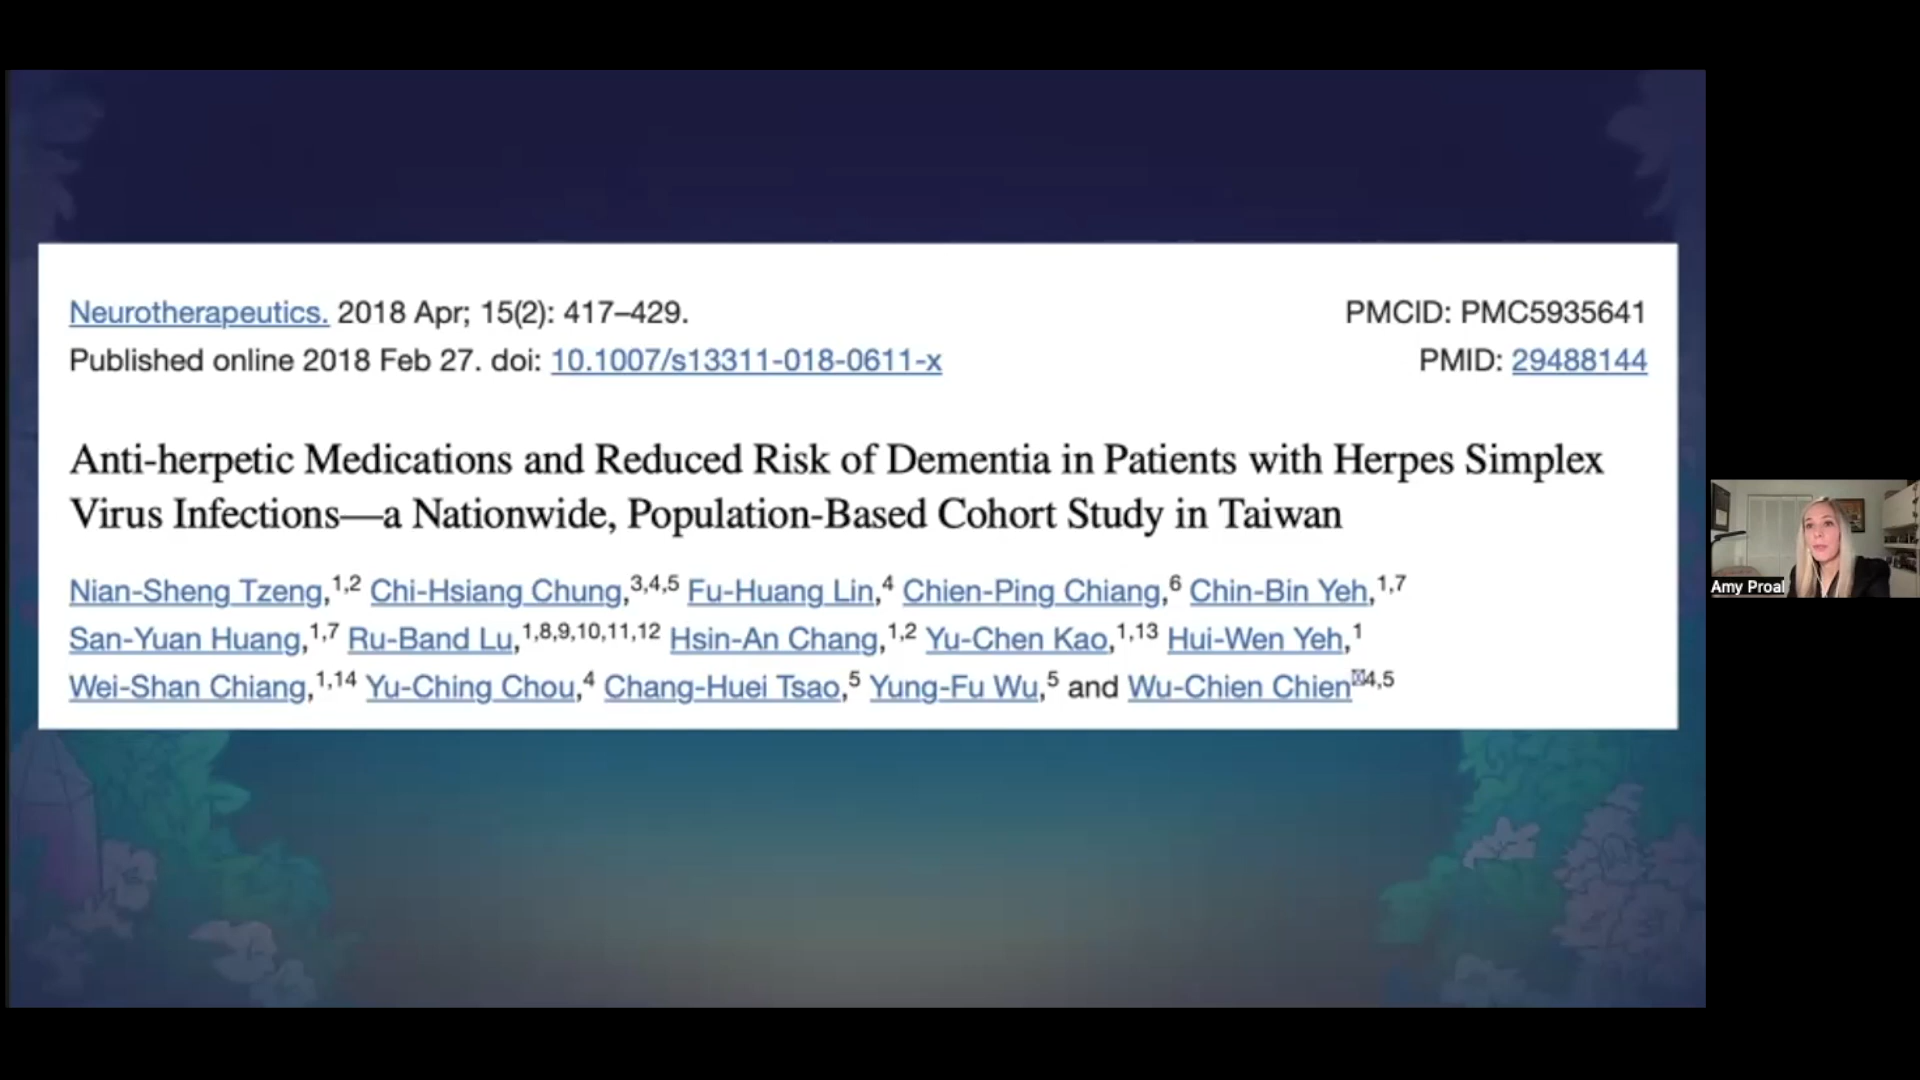 Neurotherapeutics. 2018 Apr; 15(2): 417–429.
PMCID: PMC5935641
Published online 2018 Feb 27. doi: 10.1007/s13311-018-0611-x
PMID: 29488144
Anti-herpetic Medications and Reduced Risk of Dementia in Patients with Herpes Simplex
Virus Infections—a Nationwide, Population-Based Cohort Study in Taiwan
Nian-Sheng Tzeng,1,2 Chi-Hsiang Chung,3,4,5 Fu-Huang Lin,4 Chien-Ping Chiang,6 Chin-Bin Yeh,1,7
San-Yuan Huang,1,7 Ru-Band Lu,1,8,9,10,11,12 Hsin-An Chang,1,2 Yu-Chen Kao,1,13 Hui-Wen Yeh,1
Wei-Shan Chiang,1,14 Yu-Ching Chou,4 Chang-Huei Tsao,5 Yung-Fu Wu,5 and Wu-Chien Chien4,5
Amy Proal